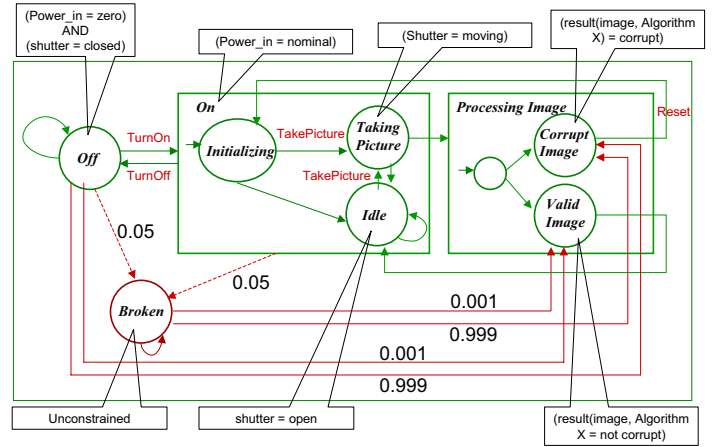 (Power_in = zero)
AND
(shutter = closed)
(Power_in = nominal)
(Shutter = moving)
(result(image, Algorithm
X) = corrupt)
On
Processing Image
Reset
Off
TurnOn
TurnOff
Initializing
TakePicture
Taking
Picture
TakePicture
Idle
Corrupt
Image
Valid
Image
0.05
0.05
Broken
0.001
0.999
0.001
0.999
Unconstrained
shutter = open
(result(image, Algorithm
X = not corrupt)